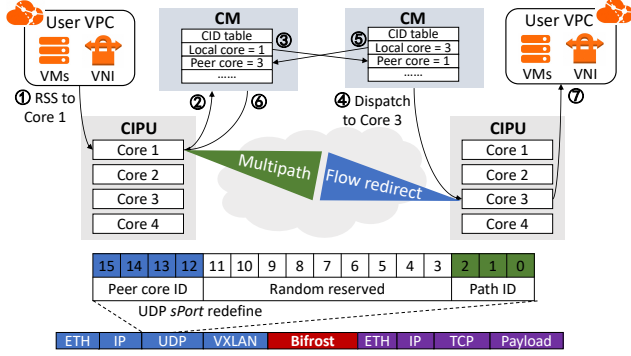 User VPC
VMs
VNI
CM
CID table
Local core = 1
Peer core = 3
......
③
⑤
CM
CID table
Local core = 3
Peer core = 1
......
User VPC
VMs
VNI
① RSS to
Core 1
②
⑥
④ Dispatch
to Core 3
⑦
CIPU
Core 1
Core 2
Core 3
Core 4
Multipath
Flow redirect
CIPU
Core 1
Core 2
Core 3
Core 4
15 14 13 12 11 10 9 8 7 6 5 4 3 2 1 0
Peer core ID Random reserved Path ID
UDP sPort redefine
ETH IP UDP VXLAN Bifrost ETH IP TCP Payload